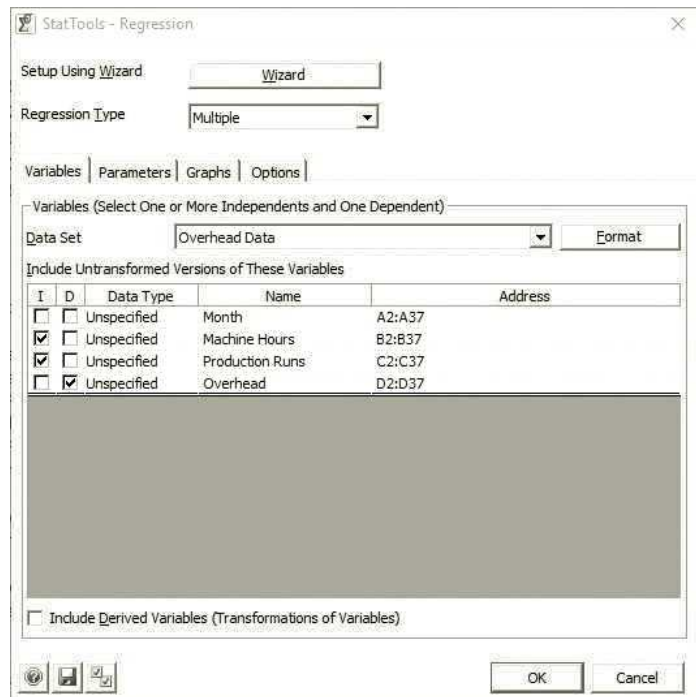 StatTools - Regression
Setup Using Wizard
Wizard
Regression Type
Multiple
Variables Parameters Graphs Options
Variables (Select One or More Independents and One Dependent)
Data Set
Overhead Data
Format
Include Untransformed Versions of These Variables
I D Data Type Name Address
Unspecified Month A2:A37
Unspecified Machine Hours B2:B37
Unspecified Production Runs C2:C37
Unspecified Overhead D2:D37
Include Derived Variables (Transformations of Variables)
OK Cancel